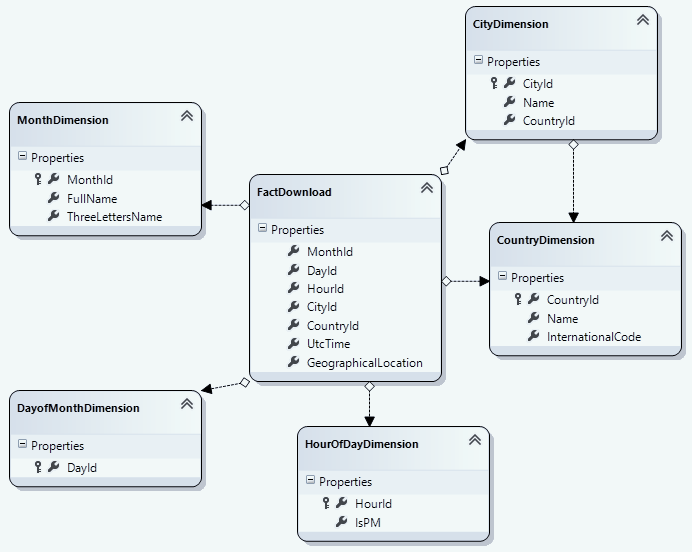 CityDimension
Properties
CityId
Name
CountryId
MonthDimension
Properties
MonthId
FullName
ThreeLettersName
FactDownload
Properties
MonthId
DayId
HourId
CityId
CountryId
UtcTime
GeographicalLocation
CountryDimension
Properties
CountryId
Name
InternationalCode
DayofMonthDimension
Properties
DayId
HourOfDayDimension
Properties
HourId
IsPM